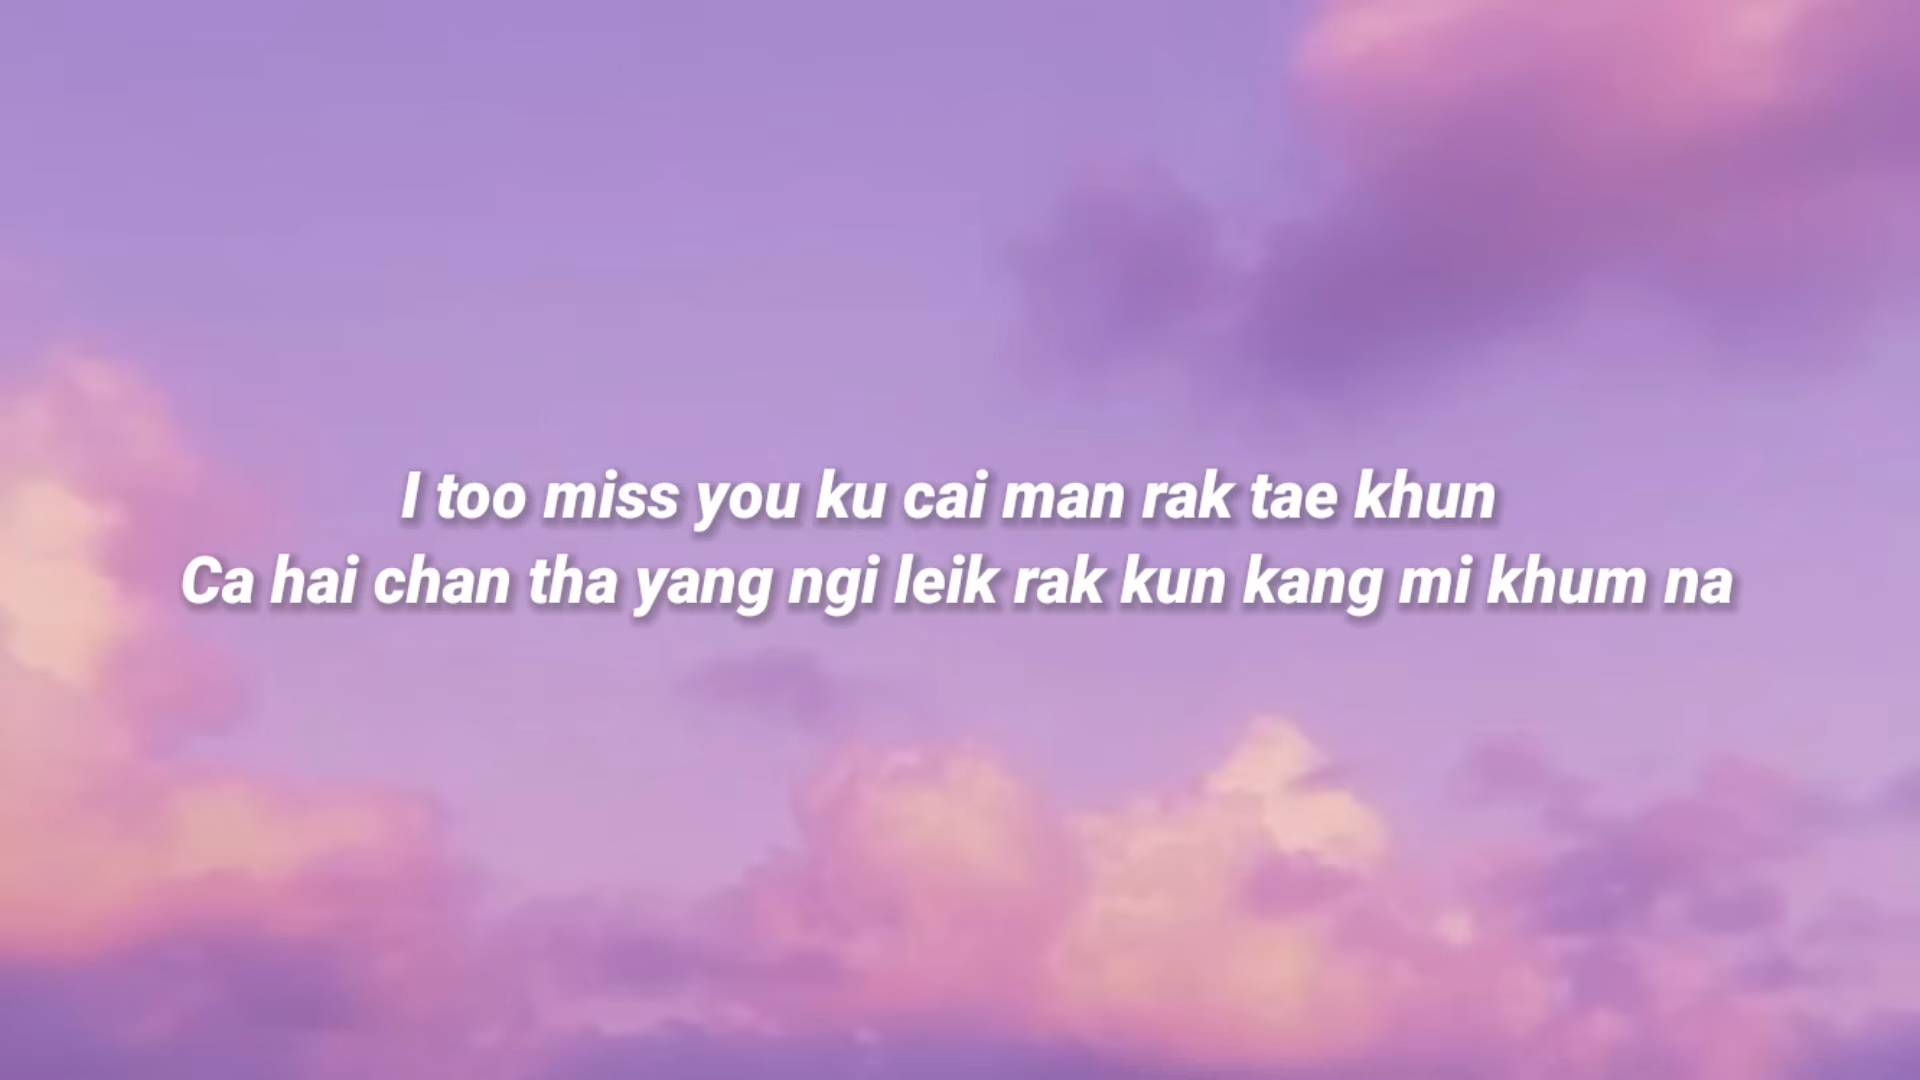 I too miss you ku cai man rak tae khun
Ca hai chan tha yang ngi leik rak kun kang mi khum na